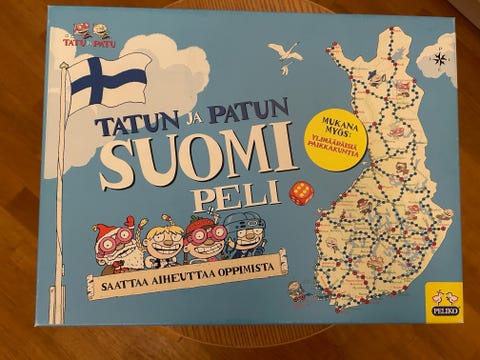 TATU JA PATU
TATUN JA PATUN
SUOMI
PELI
MUKANA
MYÖS:
YLIMÄÄRÄISIÄ
PAIKKAKUNTIA
SAATTAA AIHEUTTAA OPPIMISTA
PELIKO